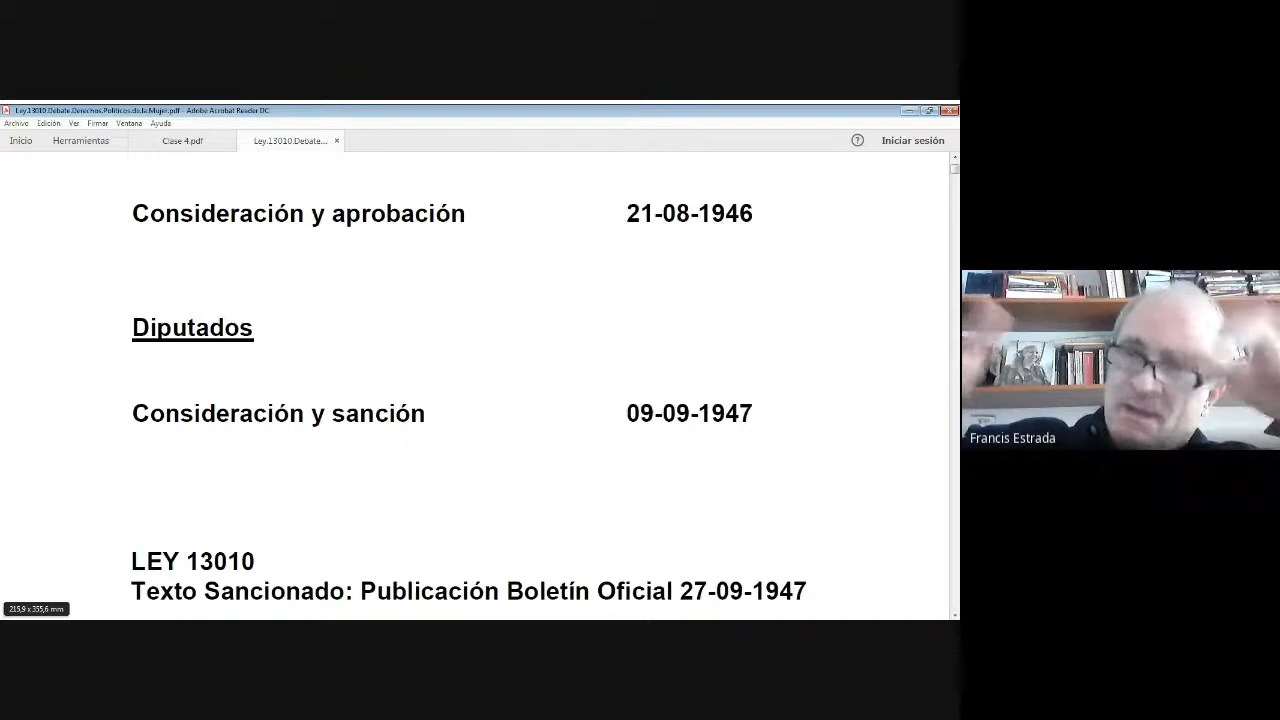 Ley.13010.Debate.Derechos.Politicos.de.la.Mujer.pdf - Adobe Acrobat Reader DC
Archivo Edición Ver Firmar Ventana Ayuda
Inicio Herramientas Clase 4.pdf Ley.13010.Debate... × ? Iniciar sesión
Consideración y aprobación 21-08-1946
Diputados
Consideración y sanción 09-09-1947
LEY 13010
Texto Sancionado: Publicación Boletín Oficial 27-09-1947
215,9 x 355,6 mm
Francis Estrada